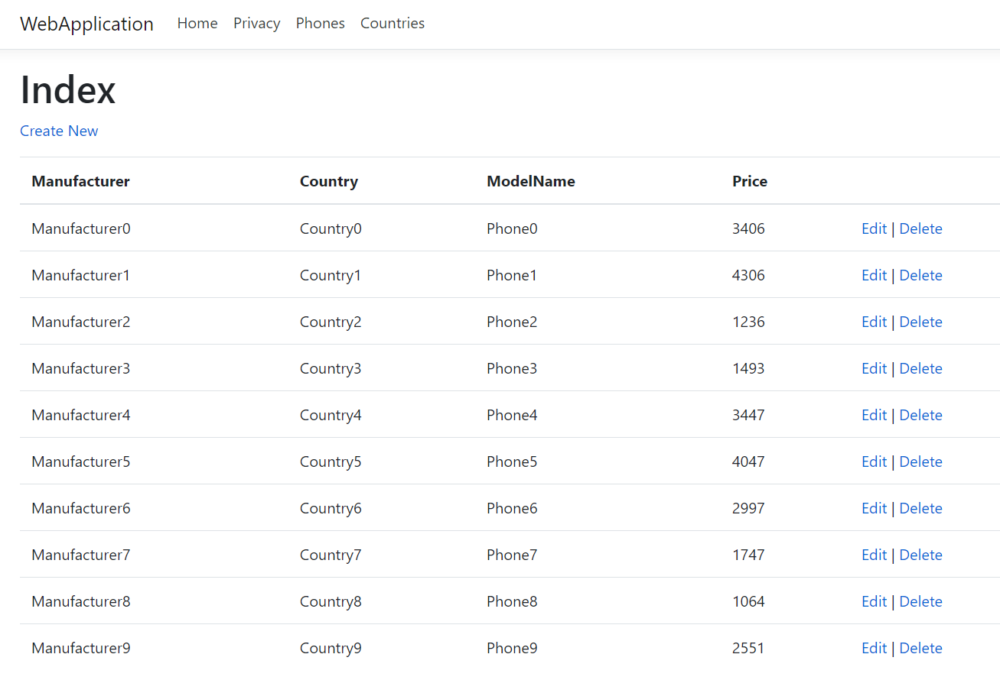 WebApplication Home Privacy Phones Countries
Index
Create New
Manufacturer Country ModelName Price
Manufacturer0 Country0 Phone0 3406 Edit | Delete
Manufacturer1 Country1 Phone1 4306 Edit | Delete
Manufacturer2 Country2 Phone2 1236 Edit | Delete
Manufacturer3 Country3 Phone3 1493 Edit | Delete
Manufacturer4 Country4 Phone4 3447 Edit | Delete
Manufacturer5 Country5 Phone5 4047 Edit | Delete
Manufacturer6 Country6 Phone6 2997 Edit | Delete
Manufacturer7 Country7 Phone7 1747 Edit | Delete
Manufacturer8 Country8 Phone8 1064 Edit | Delete
Manufacturer9 Country9 Phone9 2551 Edit | Delete